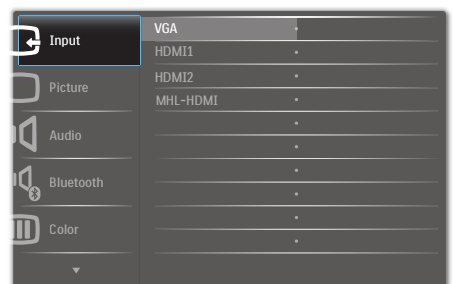 Input
Picture
Audio
Bluetooth
Color
VGA
HDMI1
HDMI2
MHL-HDMI